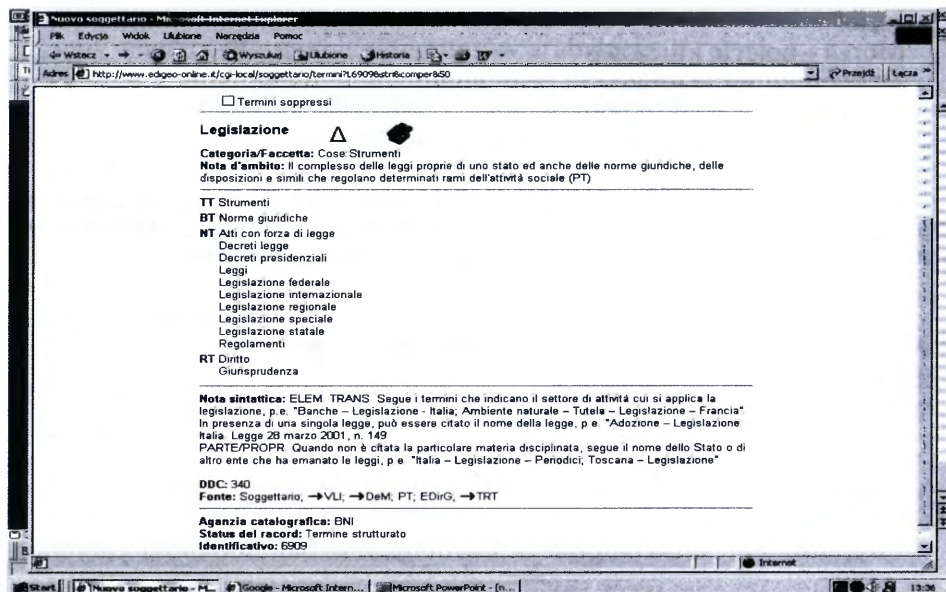 Nuovo soggettario - Microsoft Internet Explorer
Plik Edycja Widok Ulubione Narzędzia Pomoc
Wstecz Wyszukaj Ulubione Historia
Adres http://www.edigeo-online.it/cgi-local/soggettario/termini?L6909&stri&comper&50 Przejdź Łącza »
Termini soppressi
Legislazione Δ
Categoria/Faccetta: Cose:Strumenti
Nota d'ambito: Il complesso delle leggi proprie di uno stato ed anche delle norme giuridiche, delle
disposizioni e simili che regolano determinati rami dell'attività sociale (PT)
TT Strumenti
BT Norme giuridiche
NT Atti con forza di legge
Decreti legge
Decreti presidenziali
Leggi
Legislazione federale
Legislazione internazionale
Legislazione regionale
Legislazione speciale
Legislazione statale
Regolamenti
RT Diritto
Giurisprudenza
Nota sintattica: ELEM. TRANS. Segue i termini che indicano il settore di attività cui si applica la
legislazione, p.e. "Banche – Legislazione - Italia; Ambiente naturale – Tutela – Legislazione – Francia".
In presenza di una singola legge, può essere citato il nome della legge, p.e. "Adozione – Legislazione
Italia. Legge 28 marzo 2001, n. 149
PARTE/PROPR. Quando non è citata la particolare materia disciplinata, segue il nome dello Stato o di
altro ente che ha emanato le leggi, p.e. "Italia – Legislazione – Periodici; Toscana – Legislazione"
DDC: 340
Fonte: Soggettario; →VLI; →DeM; PT; EDirG; →TRT
Agenzia catalografica: BNI
Status del record: Termine strutturato
Identificativo: 6909
Internet
Start Nuovo soggettario - M... Google - Microsoft Intern... Microsoft PowerPoint - [n... 13:36